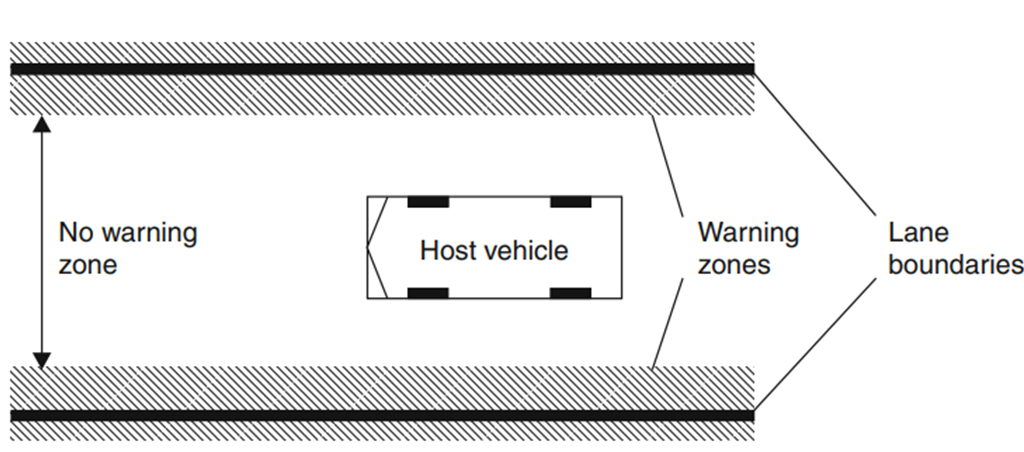 No warning
zone
Host vehicle
Warning
zones
Lane
boundaries